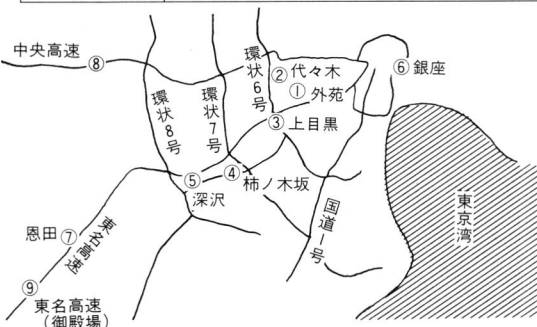 中央高速
⑧
環状8号
環状7号
環状6号
②代々木
①外苑
③上目黒
⑥銀座
④
柿ノ木坂
⑤
深沢
国道一号
東京湾
恩田⑦
東名高速
⑨
東名高速
(御殿場)